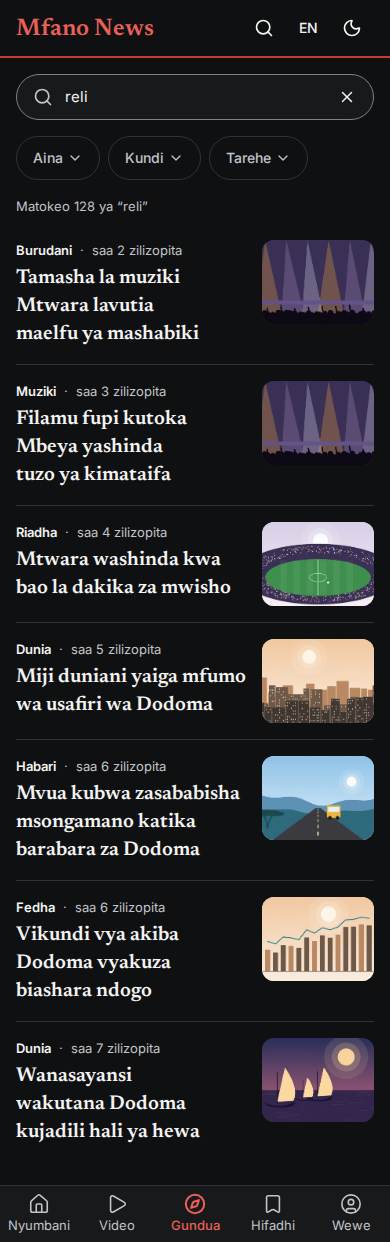 Mfano News
EN
reli
Aina
Kundi
Tarehe
Matokeo 128 ya “reli”
Burudani · saa 2 zilizopita
Tamasha la muziki
Mtwara lavutia
maelfu ya mashabiki
Muziki · saa 3 zilizopita
Filamu fupi kutoka
Mbeya yashinda
tuzo ya kimataifa
Riadha · saa 4 zilizopita
Mtwara washinda kwa
bao la dakika za mwisho
Dunia · saa 5 zilizopita
Miji duniani yaiga mfumo
wa usafiri wa Dodoma
Habari · saa 6 zilizopita
Mvua kubwa zasababisha
msongamano katika
barabara za Dodoma
Fedha · saa 6 zilizopita
Vikundi vya akiba
Dodoma vyakuza
biashara ndogo
Dunia · saa 7 zilizopita
Wanasayansi
wakutana Dodoma
kujadili hali ya hewa
Nyumbani
Video
Gundua
Hifadhi
Wewe